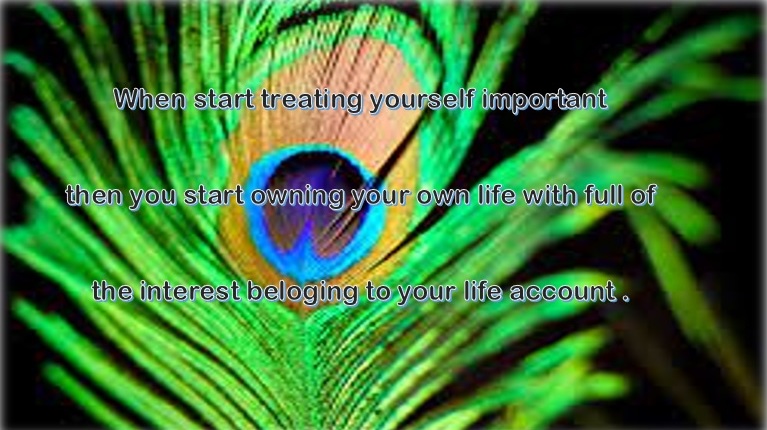 When start treating yourself important
then you start owning your own life with full of
the interest beloging to your life account .